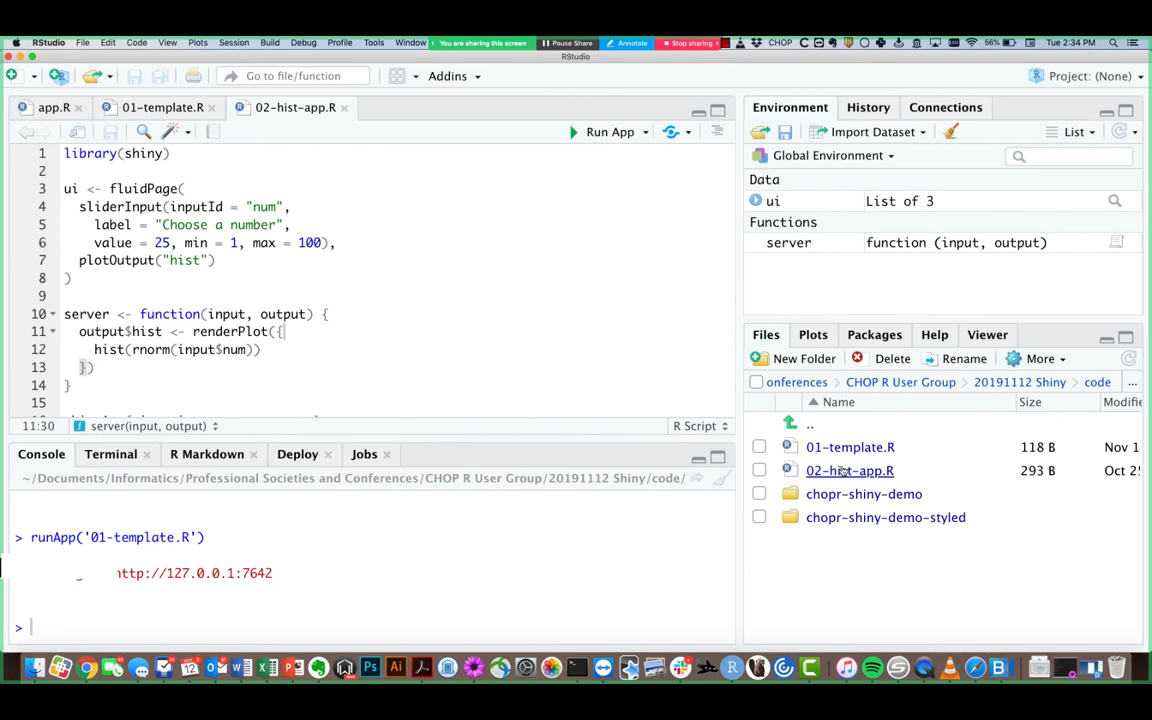 RStudio File Edit Code View Plots Session Build Debug Profile Tools Window You are sharing this screen Pause Share Annotate Stop sharing CHOP 56% Tue 2:34 PM
RStudio
Go to file/function Addins Project: (None)
app.R 01-template.R 02-hist-app.R
Run App
1 library(shiny)
2
3 ui <- fluidPage(
4 sliderInput(inputId = "num",
5 label = "Choose a number",
6 value = 25, min = 1, max = 100),
7 plotOutput("hist")
8 )
9
10 server <- function(input, output) {
11 output$hist <- renderPlot({
12 hist(rnorm(input$num))
13 })
14 }
15
11:30 server(input, output) R Script
Console Terminal R Markdown Deploy Jobs
~/Documents/Informatics/Professional Societies and Conferences/CHOP R User Group/20191112 Shiny/code/
> runApp('01-template.R')
http://127.0.0.1:7642
>
Environment History Connections
Import Dataset List
Global Environment
Data
ui List of 3
Functions
server function (input, output)
Files Plots Packages Help Viewer
New Folder Delete Rename More
onferences CHOP R User Group 20191112 Shiny code ...
Name Size Modifie
..
01-template.R 118 B Nov 1
02-hist-app.R 293 B Oct 2
chopr-shiny-demo
chopr-shiny-demo-styled